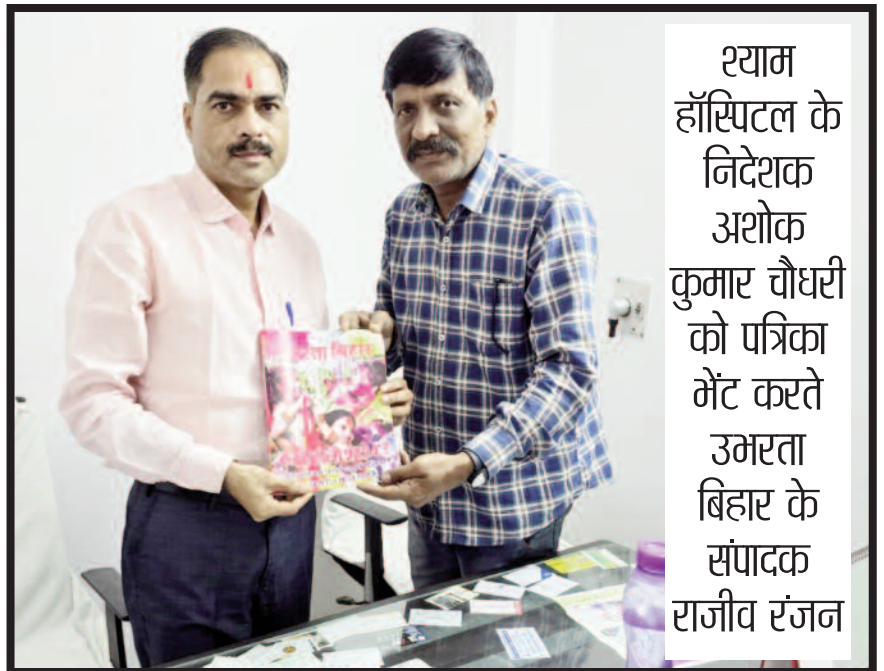 श्याम
हॉस्पिटल के
निदेशक
अशोक
कुमार चौधरी
को पत्रिका
भेंट करते
उभरता
बिहार के
संपादक
राजीव रंजन
बिहार